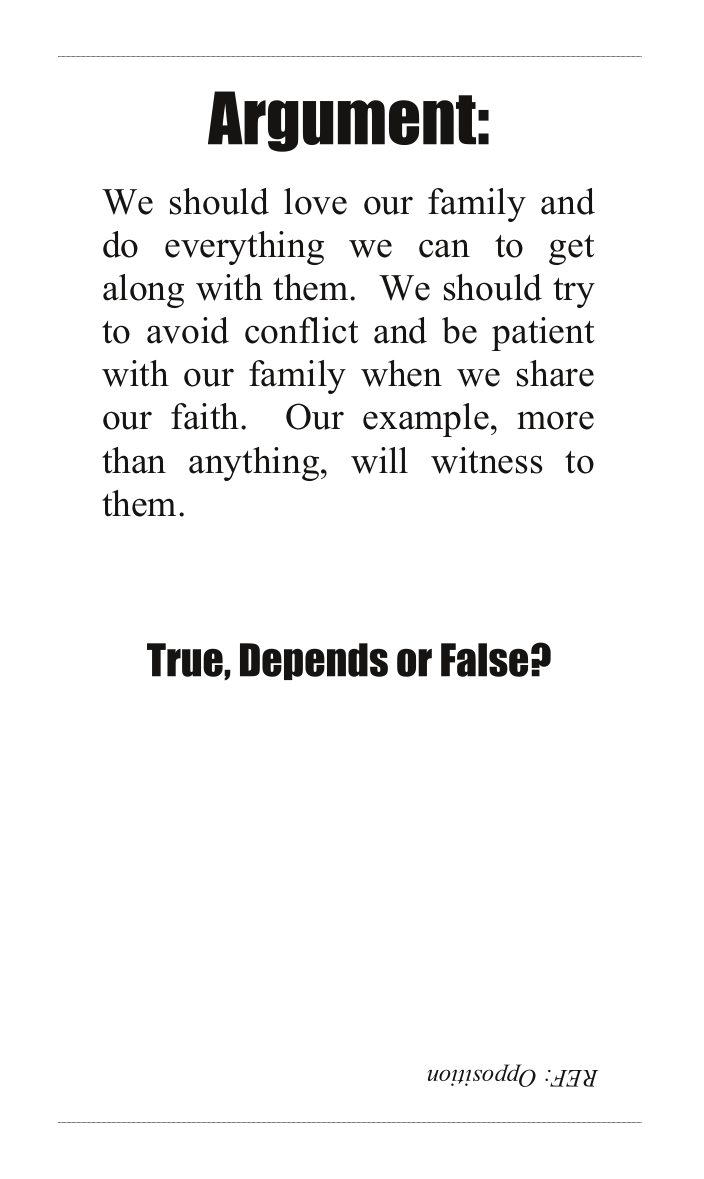 Argument:
We should love our family and
do everything we can to get
along with them.  We should try
to avoid conflict and be patient
with our family when we share
our faith.  Our example, more
than anything, will witness to
them.
True, Depends or False?
REF: Opposition